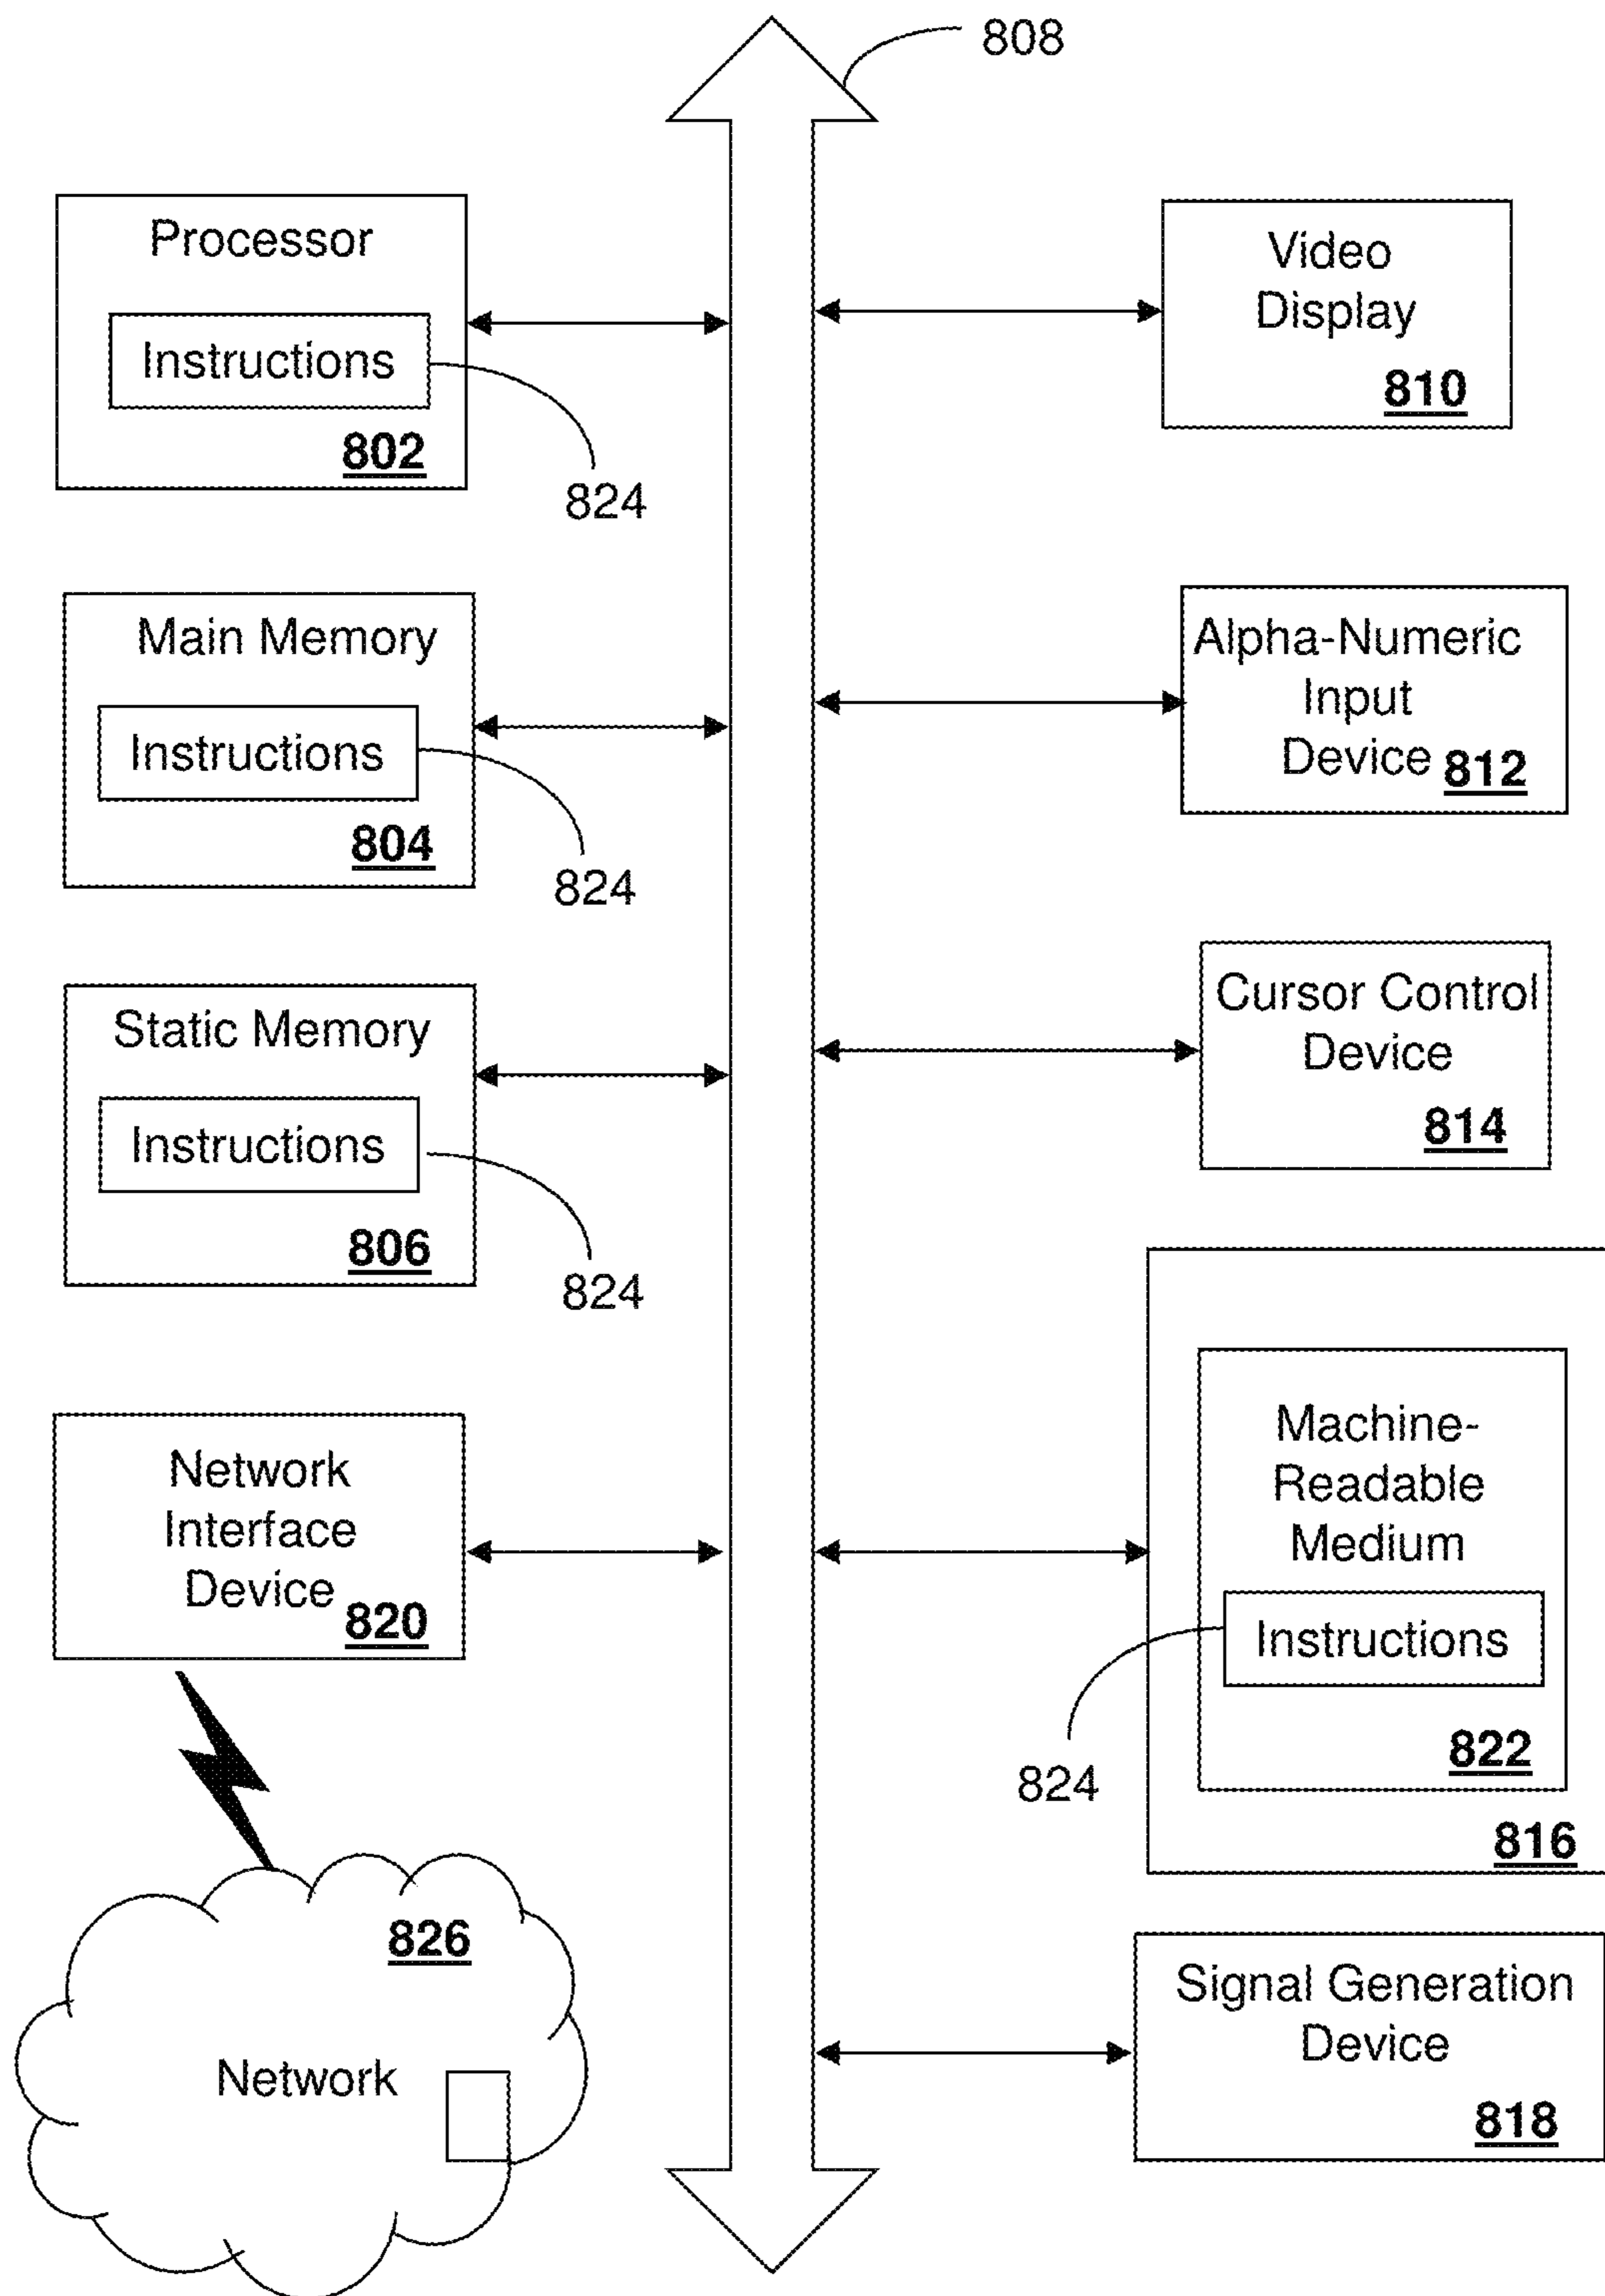 808
Processor
Instructions
802
824
Video
Display
810
Main Memory
Instructions
804
824
Alpha-Numeric
Input
Device 812
Static Memory
Instructions
806
824
Cursor Control
Device
814
Network
Interface
Device
820
Machine-
Readable
Medium
Instructions
822
824
816
826
Network
Signal Generation
Device
818